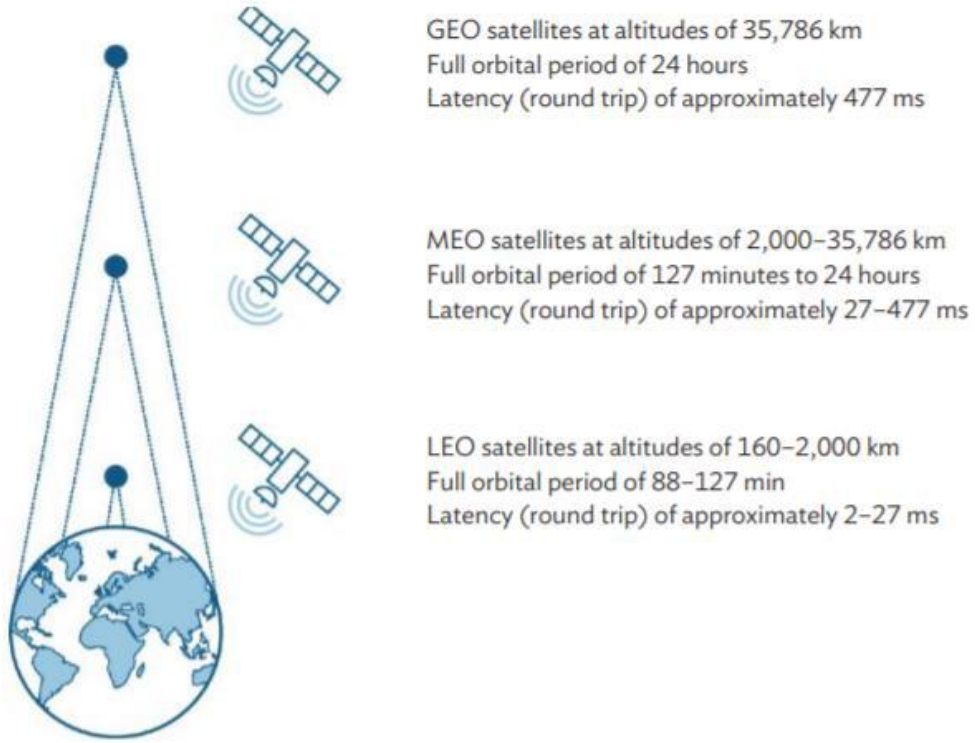 GEO satellites at altitudes of 35,786 km
Full orbital period of 24 hours
Latency (round trip) of approximately 477 ms
MEO satellites at altitudes of 2,000–35,786 km
Full orbital period of 127 minutes to 24 hours
Latency (round trip) of approximately 27–477 ms
LEO satellites at altitudes of 160–2,000 km
Full orbital period of 88–127 min
Latency (round trip) of approximately 2–27 ms